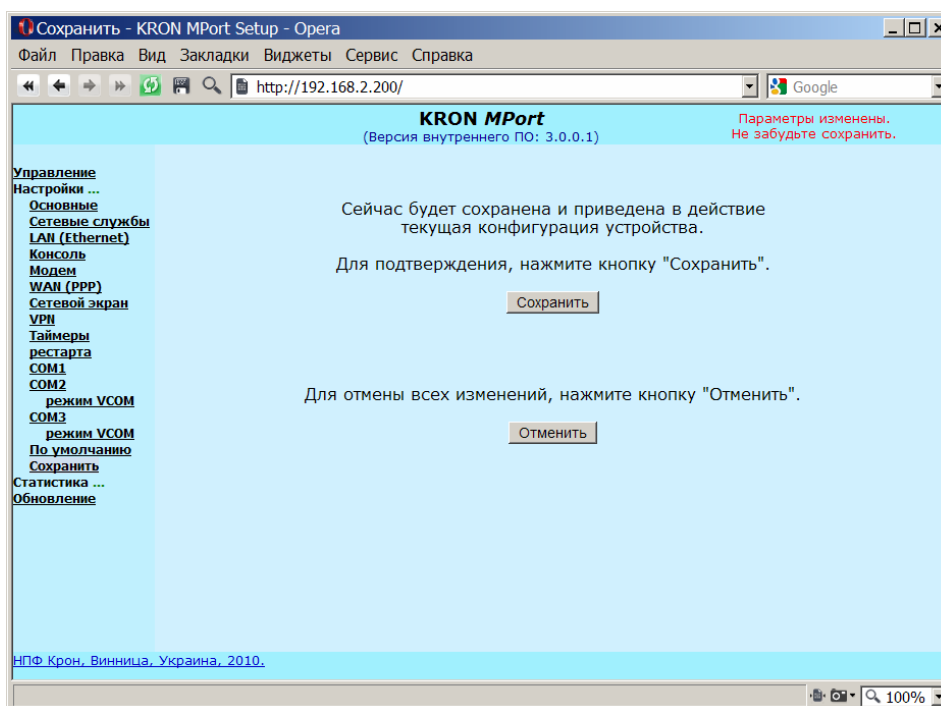 Сохранить - KRON MPort Setup - Opera
Файл Правка Вид Закладки Виджеты Сервис Справка
http://192.168.2.200/
Google
KRON MPort
(Версия внутреннего ПО: 3.0.0.1)
Параметры изменены.
Не забудьте сохранить.
Управление
Настройки ...
Основные
Сетевые службы
LAN (Ethernet)
Консоль
Модем
WAN (PPP)
Сетевой экран
VPN
Таймеры
рестарта
COM1
COM2
режим VCOM
COM3
режим VCOM
По умолчанию
Сохранить
Статистика ...
Обновление
Сейчас будет сохранена и приведена в действие
текущая конфигурация устройства.
Для подтверждения, нажмите кнопку "Сохранить".
Сохранить
Для отмены всех изменений, нажмите кнопку "Отменить".
Отменить
НПФ Крон, Винница, Украина, 2010.
100%